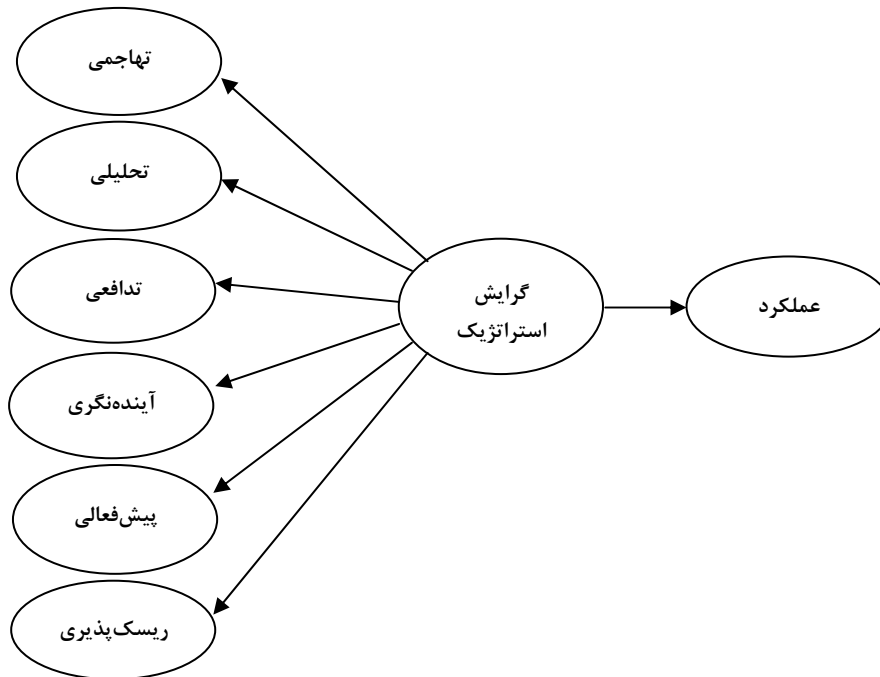 تهاجمی
تحلیلی
تدافعی
آینده‌نگری
پیش‌فعالی
ریسک‌پذیری
گرایش
استراتژیک
عملکرد